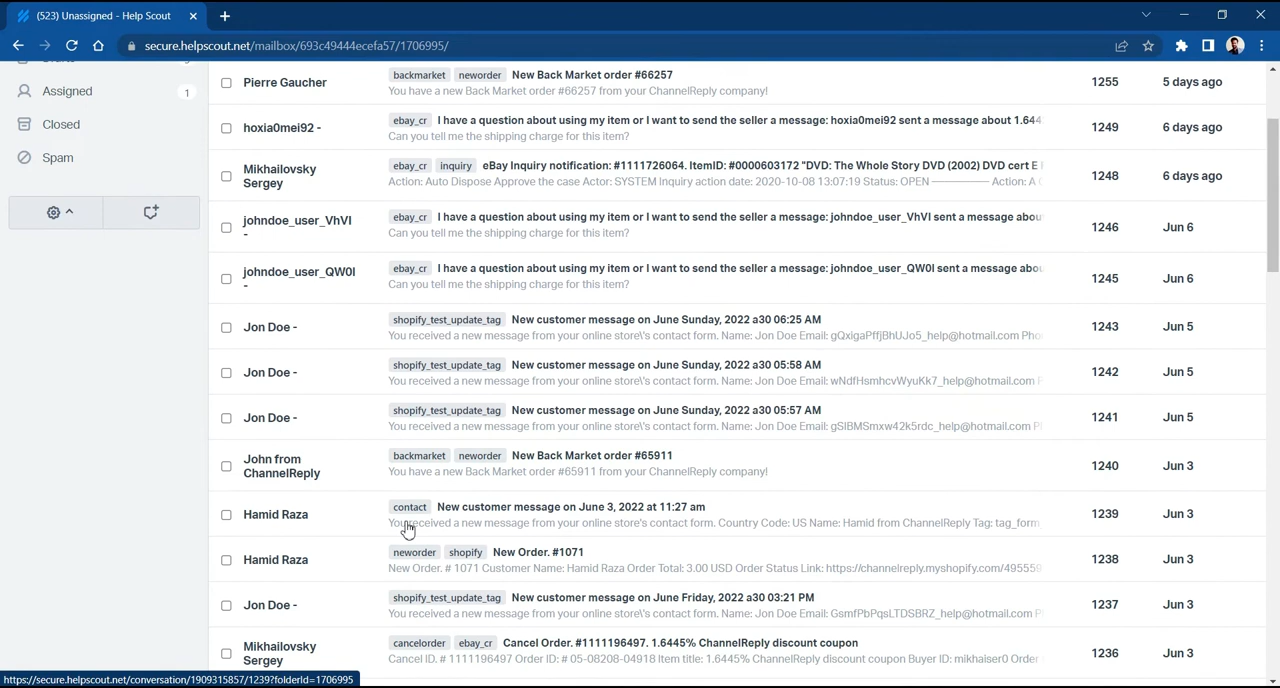 (523) Unassigned - Help Scout
secure.helpscout.net/mailbox/693c49444ecefa57/1706995/
Assigned 1
Closed
Spam
Pierre Gaucher backmarket neworder New Back Market order #66257 1255 5 days ago
You have a new Back Market order #66257 from your ChannelReply company!
hoxia0mei92 - ebay_cr I have a question about using my item or I want to send the seller a message: hoxia0mei92 sent a message about 1.644 1249 6 days ago
Can you tell me the shipping charge for this item?
Mikhailovsky Sergey ebay_cr inquiry eBay Inquiry notification: #1111726064. ItemID: #0000603172 "DVD: The Whole Story DVD (2002) DVD cert E 1248 6 days ago
Action: Auto Dispose Approve the case Actor: SYSTEM Inquiry action date: 2020-10-08 13:07:19 Status: OPEN ————— Action: A
johndoe_user_VhVI - ebay_cr I have a question about using my item or I want to send the seller a message: johndoe_user_VhVI sent a message abou 1246 Jun 6
Can you tell me the shipping charge for this item?
johndoe_user_QW0I - ebay_cr I have a question about using my item or I want to send the seller a message: johndoe_user_QW0I sent a message abou 1245 Jun 6
Can you tell me the shipping charge for this item?
Jon Doe - shopify_test_update_tag New customer message on June Sunday, 2022 a30 06:25 AM 1243 Jun 5
You received a new message from your online store\'s contact form. Name: Jon Doe Email: gQxigaPffjBhUJo5_help@hotmail.com Pho
Jon Doe - shopify_test_update_tag New customer message on June Sunday, 2022 a30 05:58 AM 1242 Jun 5
You received a new message from your online store\'s contact form. Name: Jon Doe Email: wNdfHsmhcvWyuKk7_help@hotmail.com P
Jon Doe - shopify_test_update_tag New customer message on June Sunday, 2022 a30 05:57 AM 1241 Jun 5
You received a new message from your online store\'s contact form. Name: Jon Doe Email: gSIBMSmxw42k5rdc_help@hotmail.com P
John from ChannelReply backmarket neworder New Back Market order #65911 1240 Jun 3
You have a new Back Market order #65911 from your ChannelReply company!
Hamid Raza contact New customer message on June 3, 2022 at 11:27 am 1239 Jun 3
You received a new message from your online store's contact form. Country Code: US Name: Hamid from ChannelReply Tag: tag_form_
Hamid Raza neworder shopify New Order. #1071 1238 Jun 3
New Order. # 1071 Customer Name: Hamid Raza Order Total: 3.00 USD Order Status Link: https://channelreply.myshopify.com/495559
Jon Doe - shopify_test_update_tag New customer message on June Friday, 2022 a30 03:21 PM 1237 Jun 3
You received a new message from your online store\'s contact form. Name: Jon Doe Email: GsmfPbPqsLTDSBRZ_help@hotmail.com P
Mikhailovsky Sergey cancelorder ebay_cr Cancel Order. #1111196497. 1.6445% ChannelReply discount coupon 1236 Jun 3
Cancel ID. # 1111196497 Order ID: # 05-08208-04918 Item title: 1.6445% ChannelReply discount coupon Buyer ID: mikhaiser0 Order
https://secure.helpscout.net/conversation/1909315857/1239?folderId=1706995